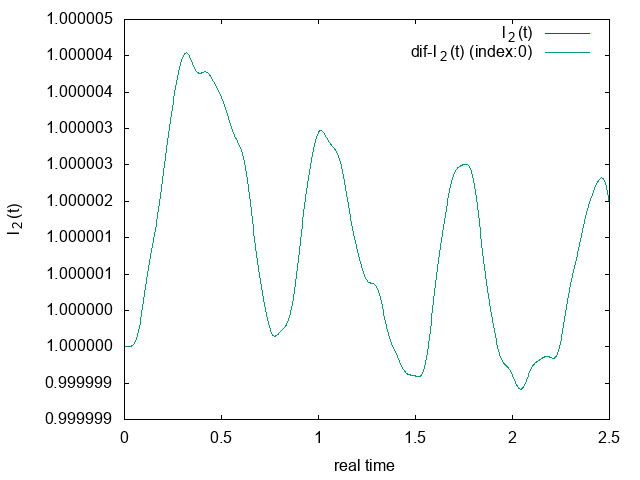 1.000005
1.000004
1.000004
1.000003
1.000003
1.000002
1.000001
1.000001
1.000000
1.000000
0.999999
0.999999
I2(t)
I2(t)
dif-I2(t) (index:0)
0 0.5 1 1.5 2 2.5
real time